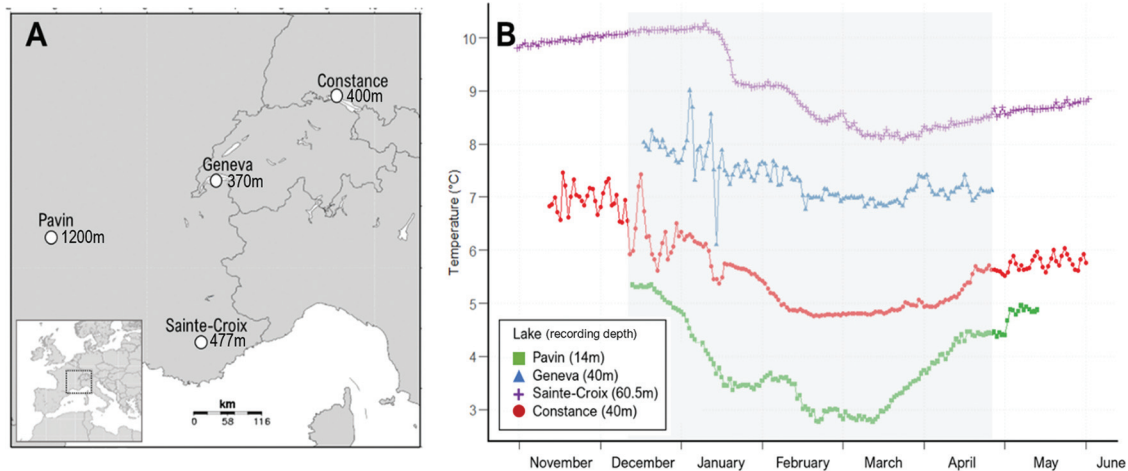 A
Constance
400m
Geneva
370m
Pavin
1200m
Sainte-Croix
477m
km
0 58 116
B
Temperature (°C)
10
9
8
7
6
5
4
3
Lake (recording depth)
Pavin (14m)
Geneva (40m)
Sainte-Croix (60.5m)
Constance (40m)
November December January February March April May June